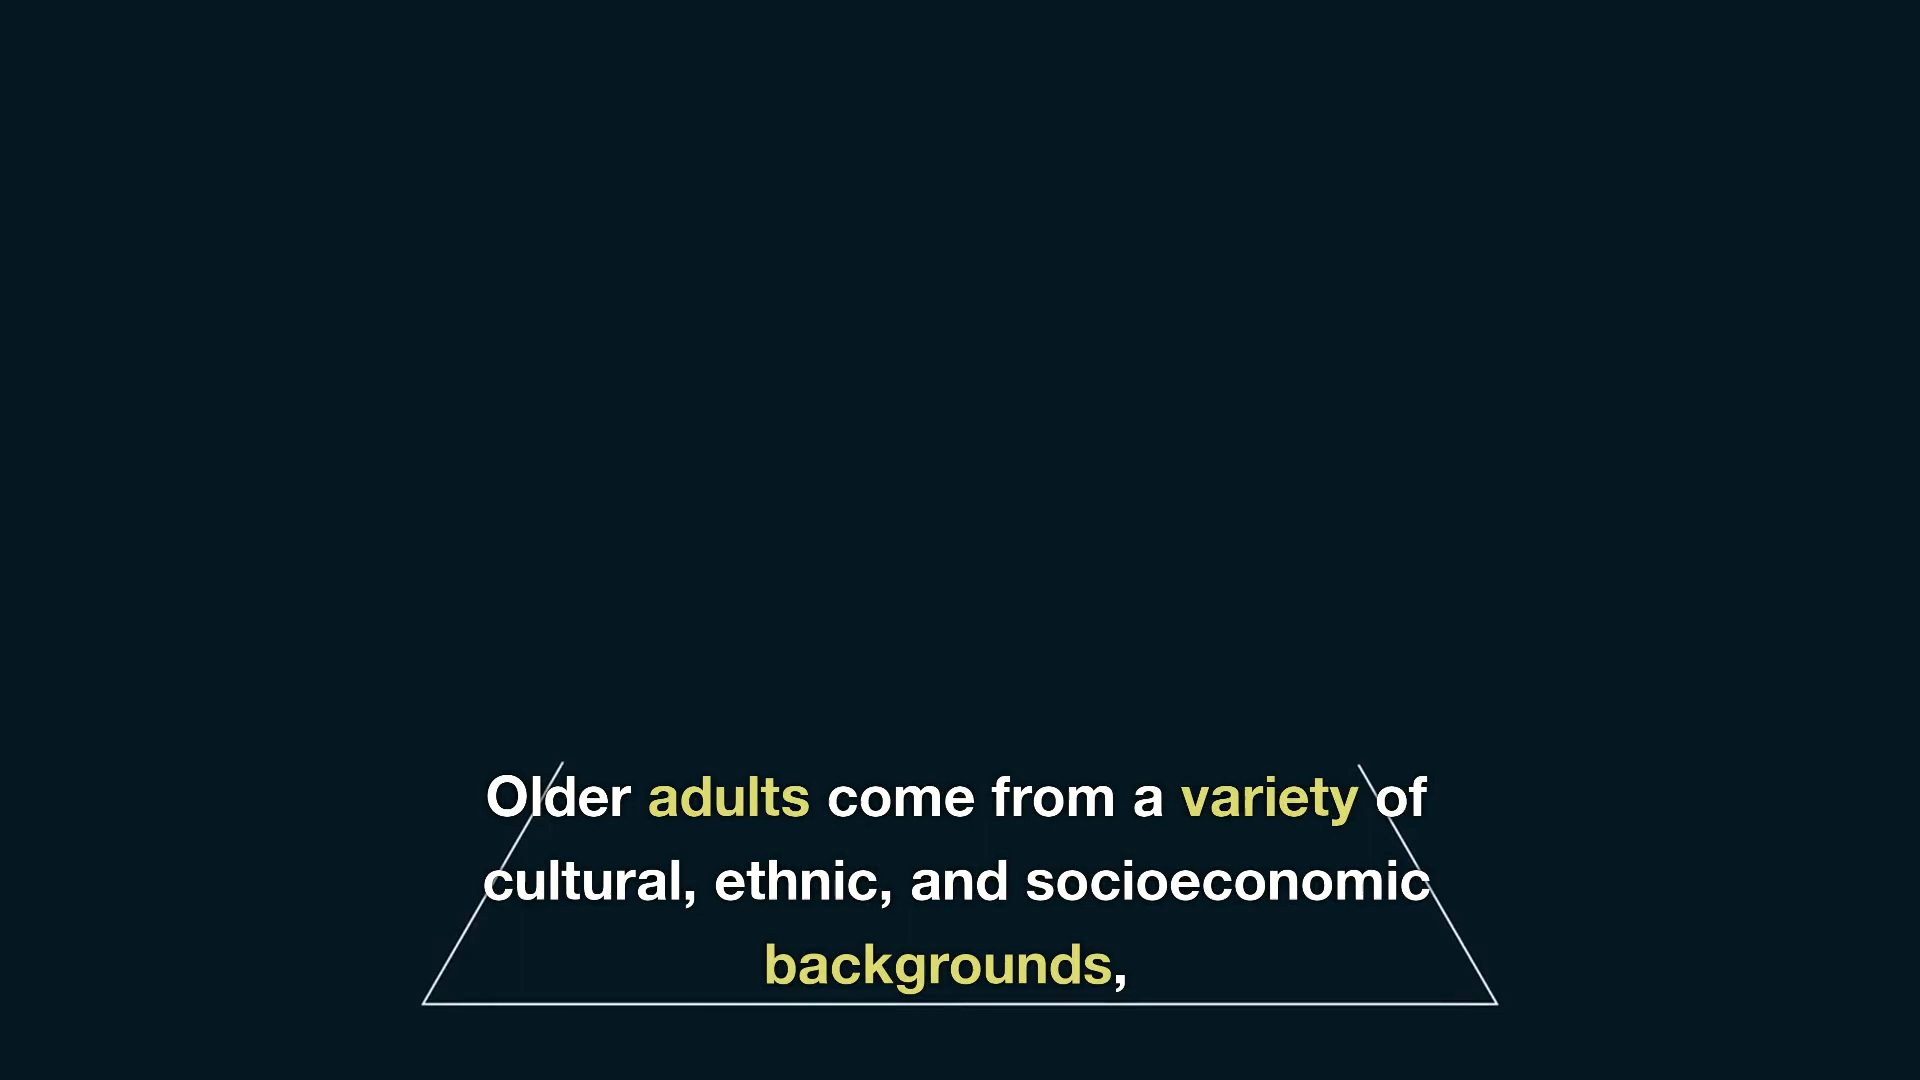 Older adults come from a variety of
cultural, ethnic, and socioeconomic
backgrounds,